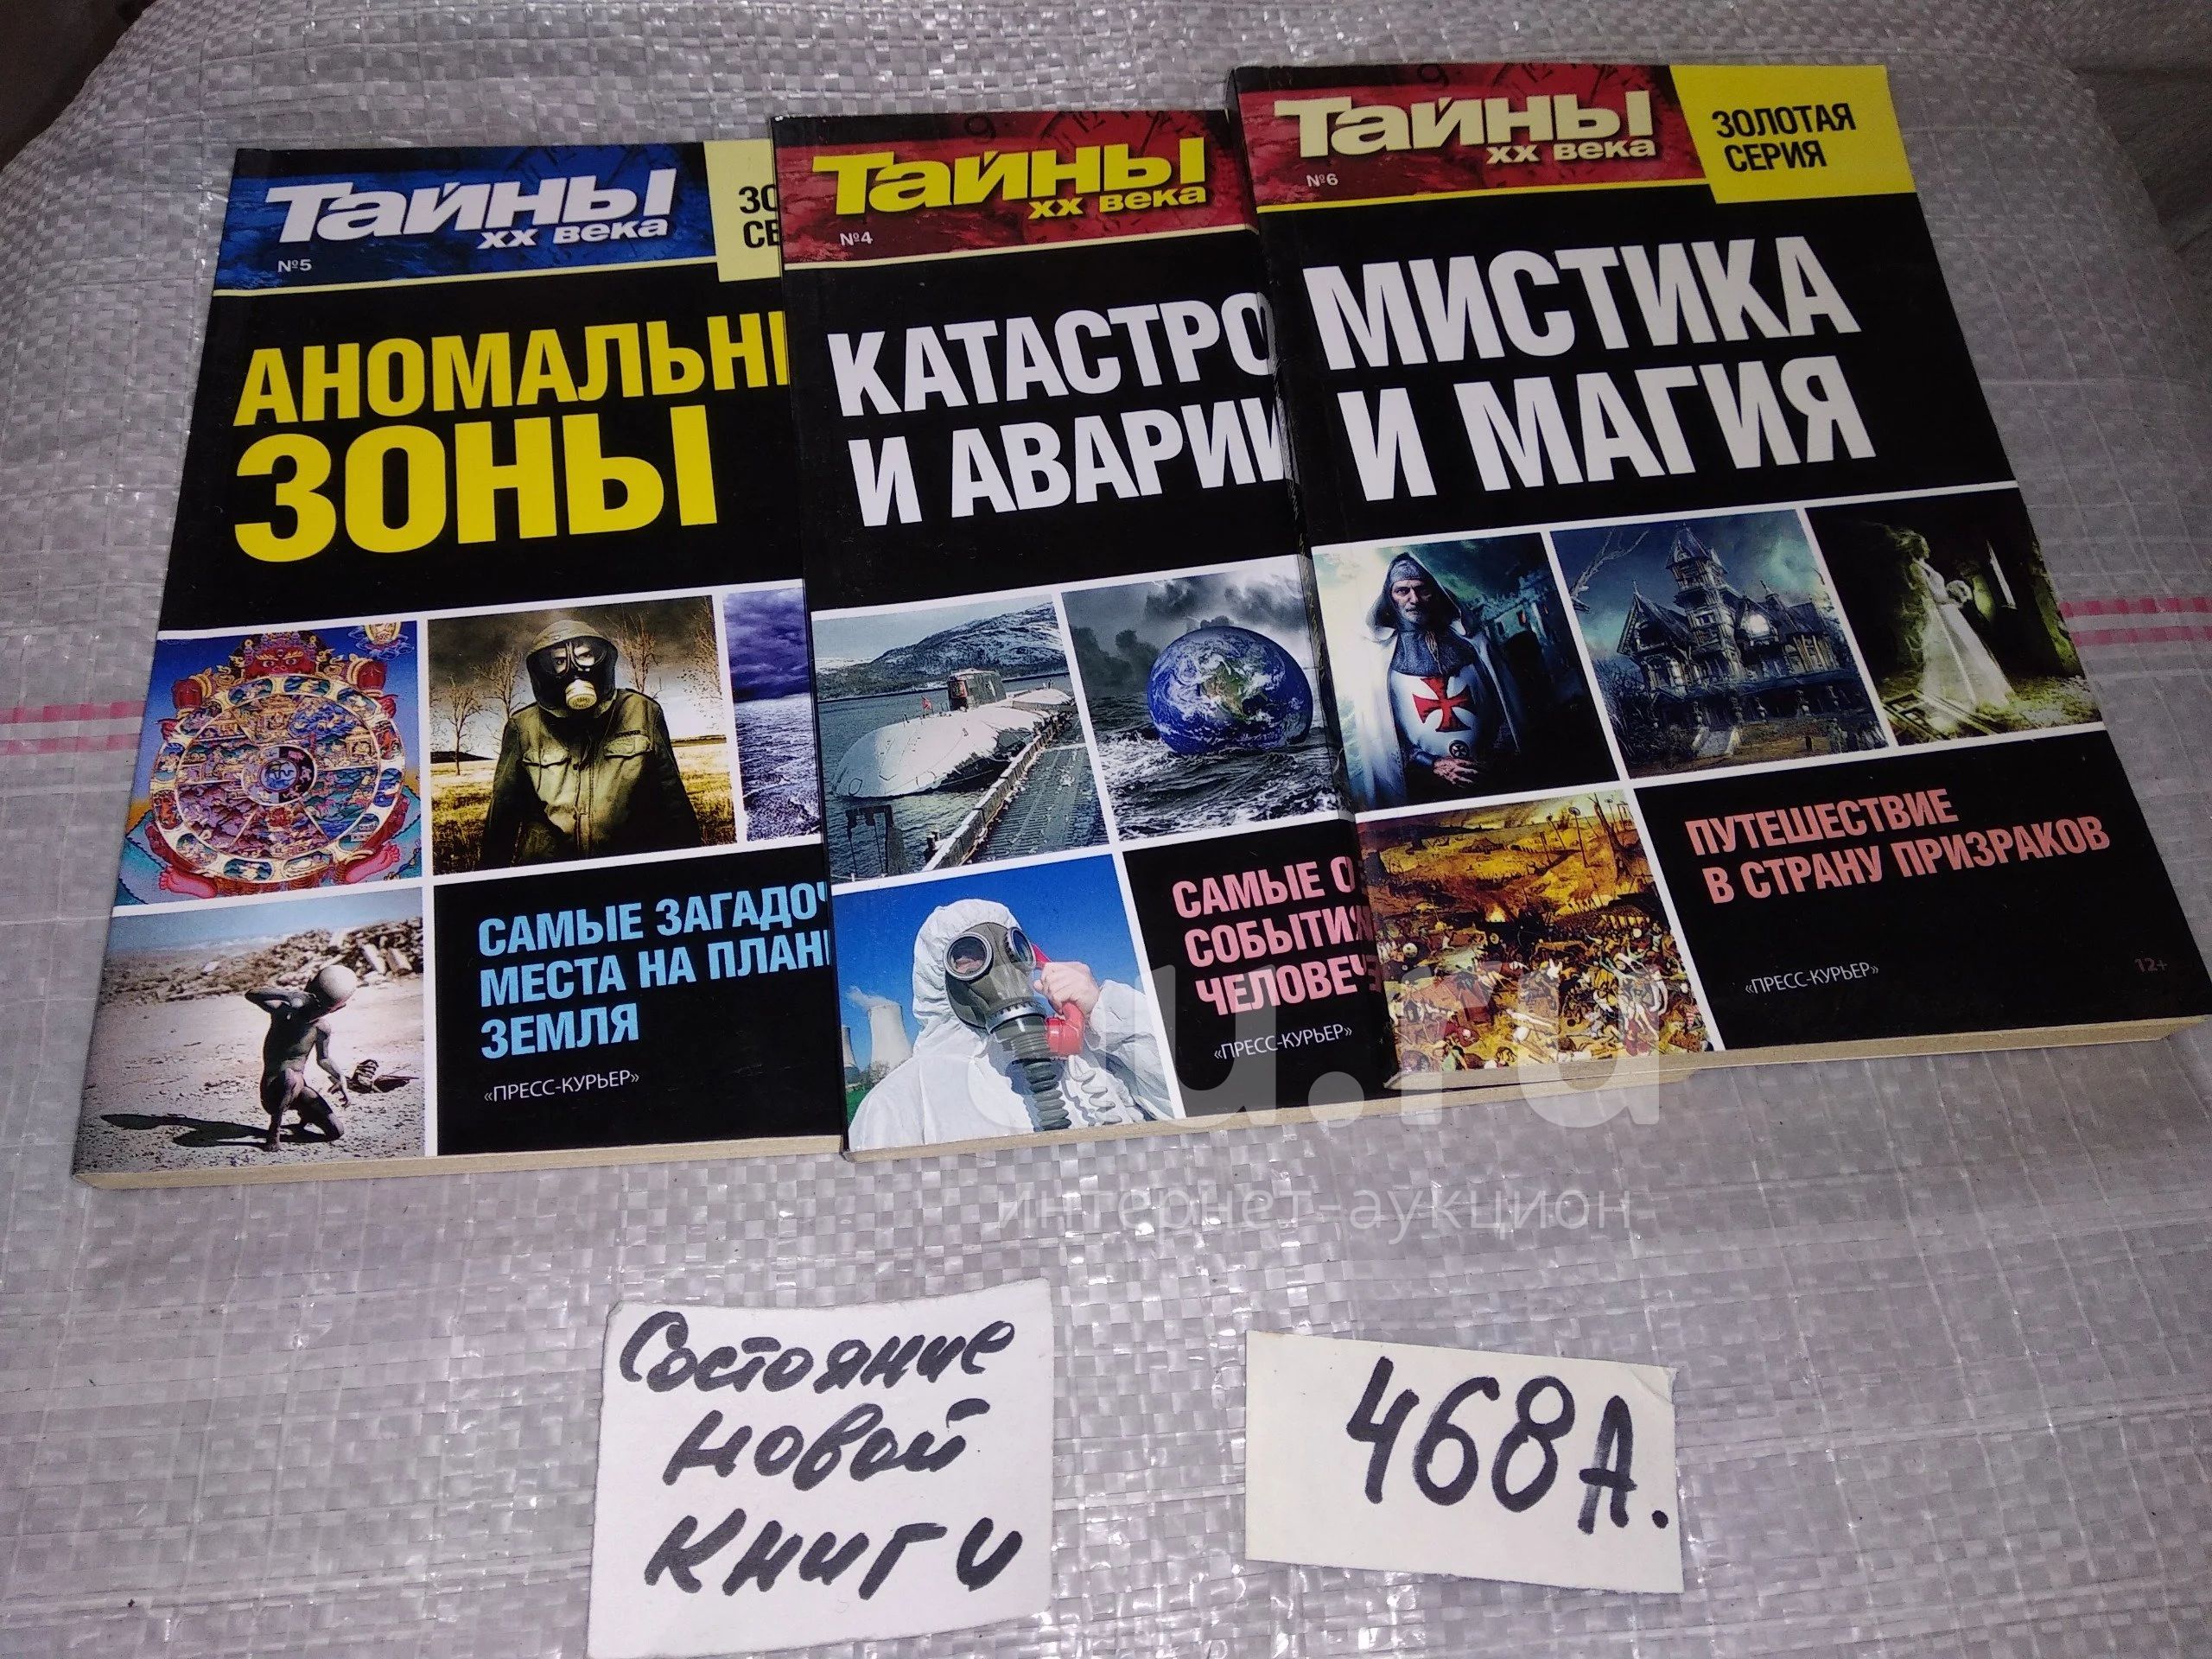 Тайны
XX века
№5
АНОМАЛЬН
ЗОНЫ
САМЫЕ
МЕСТА НА
ЗЕМЛЯ
«ПРЕСС-КУРЬЕР»
Тайны
XX века
№4
КАТАСТРО
И АВАРИИ
САМЫЕ
СОБЫТИЯ
ЧЕЛОВЕЧ
«ПРЕСС-КУРЬЕР»
Тайны
XX века
№6
ЗОЛОТАЯ
СЕРИЯ
МИСТИКА
И МАГИЯ
ПУТЕШЕСТВИЕ
В СТРАНУ ПРИЗРАКОВ
«ПРЕСС-КУРЬЕР»
12+
au.ru
интернет-аукцион
Состояние
новой
книги
468А.